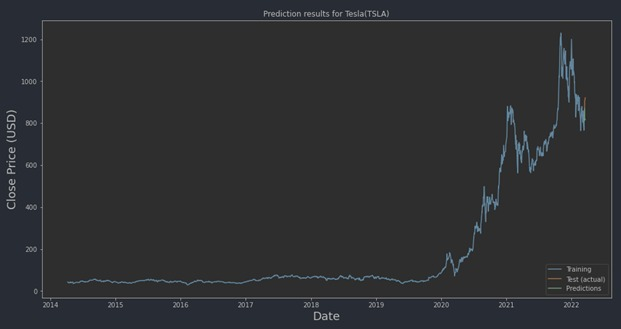 Prediction results for Tesla(TSLA)
1200
1000
800
600
400
200
0
Close Price (USD)
2014 2015 2016 2017 2018 2019 2020 2021 2022
Date
Training
Test (actual)
Predictions